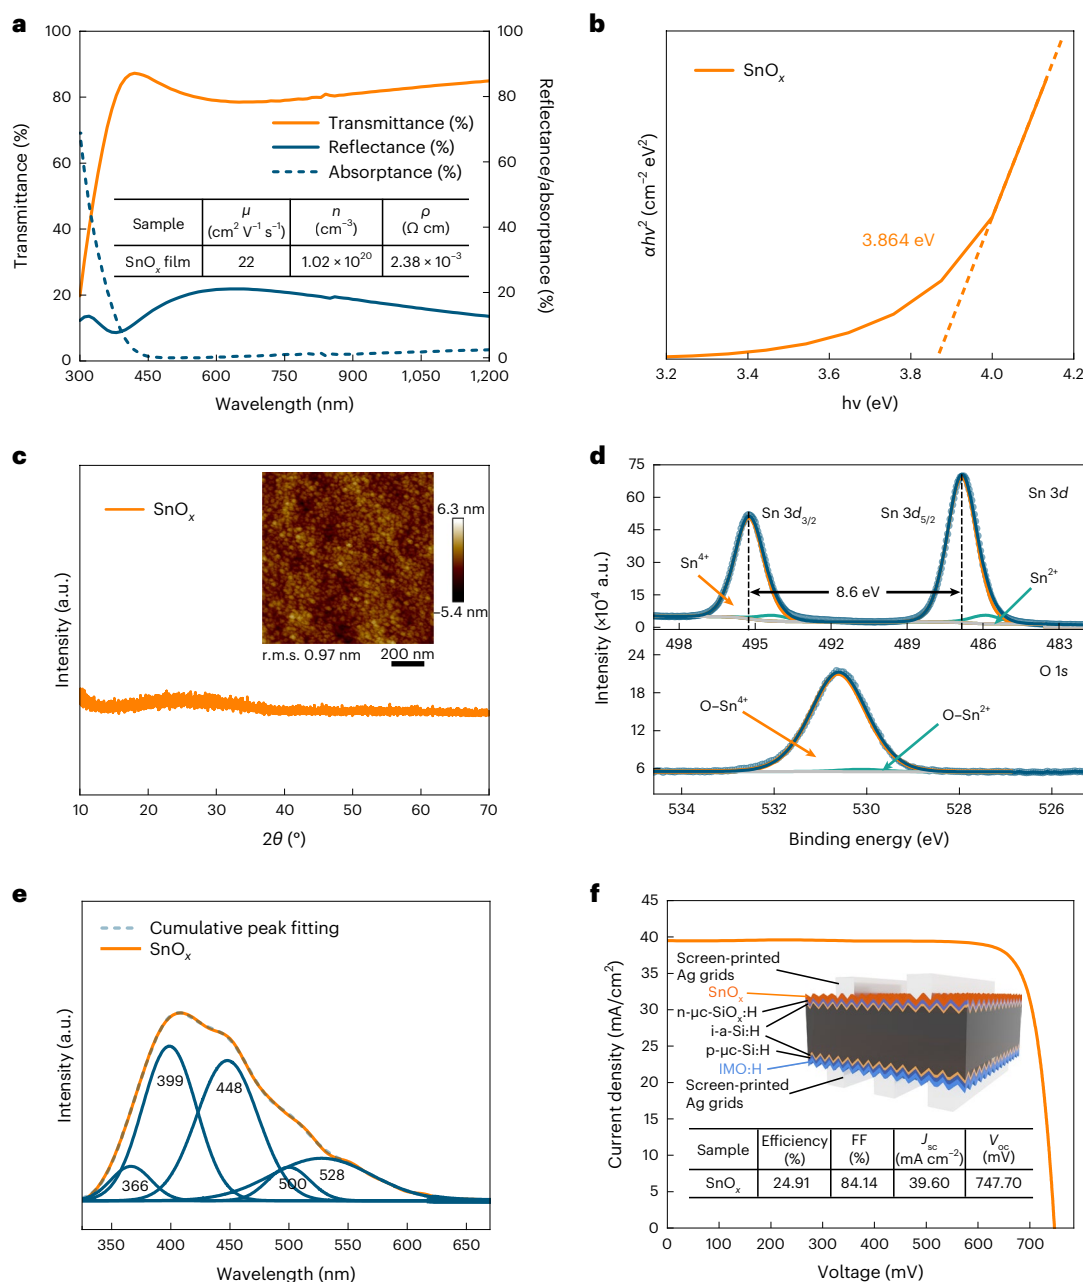 a
100
80
60
40
20
0
Transmittance (%)
100
80
60
40
20
0
Reflectance/absorptance (%)
Transmittance (%)
Reflectance (%)
Absorptance (%)
Sample μ (cm² V⁻¹ s⁻¹) n (cm⁻³) ρ (Ω cm)
SnOₓ film 22 1.02 × 10²⁰ 2.38 × 10⁻³
300 450 600 750 900 1,050 1,200
Wavelength (nm)
b
SnOₓ
αhv² (cm⁻² eV²)
3.864 eV
3.2 3.4 3.6 3.8 4.0 4.2
hv (eV)
c
SnOₓ
6.3 nm
–5.4 nm
r.m.s. 0.97 nm
200 nm
Intensity (a.u.)
10 20 30 40 50 60 70
2θ (°)
d
75
60
45
30
15
0
Sn 3d
Sn 3d₃/₂
Sn 3d₅/₂
Sn⁴⁺
8.6 eV
Sn²⁺
498 495 492 489 486 483
Intensity (×10⁴ a.u.)
24
18
12
6
O 1s
O–Sn⁴⁺
O–Sn²⁺
534 532 530 528 526
Binding energy (eV)
e
Cumulative peak fitting
SnOₓ
Intensity (a.u.)
399
448
366
500
528
350 400 450 500 550 600 650
Wavelength (nm)
f
45
40
35
30
25
20
15
10
5
0
Current density (mA/cm²)
Screen-printed
Ag grids
SnOₓ
n-μc-SiOₓ:H
i-a-Si:H
p-μc-Si:H
IMO:H
Screen-printed
Ag grids
Sample Efficiency (%) FF (%) Jsc (mA cm⁻²) Voc (mV)
SnOₓ 24.91 84.14 39.60 747.70
0 100 200 300 400 500 600 700
Voltage (mV)